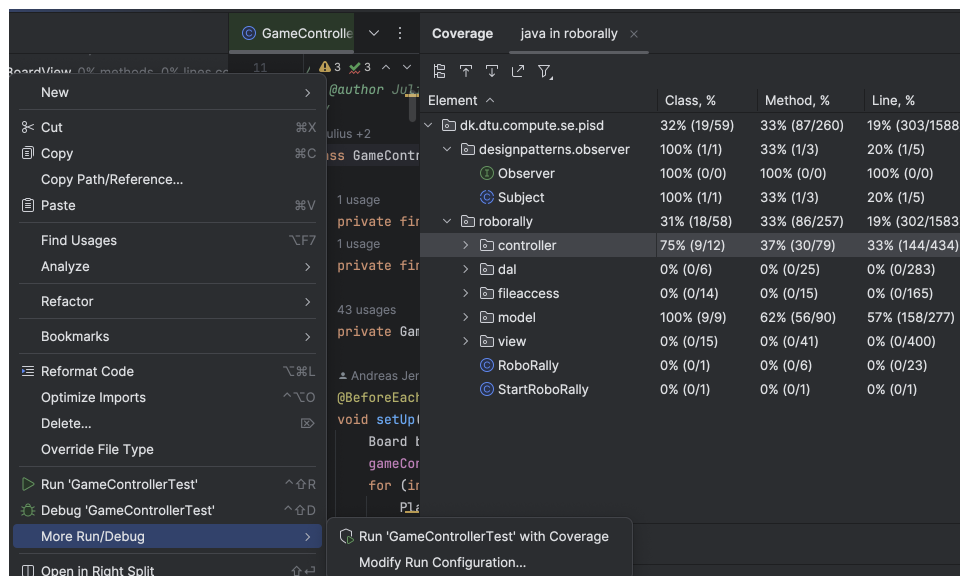 GameControlle
BoardView 0% methods, 0% lines co
New
Cut ⌘X
Copy ⌘C
Copy Path/Reference...
Paste ⌘V
Find Usages ⌥F7
Analyze
Refactor
Bookmarks
Reformat Code ⌥⌘L
Optimize Imports ^⌥O
Delete... ⌦
Override File Type
Run 'GameControllerTest' ^⇧R
Debug 'GameControllerTest' ^⇧D
More Run/Debug
Open in Right Split ⇧↩
Run 'GameControllerTest' with Coverage
Modify Run Configuration...
11 / 3 3
@author Jul
ulius +2
ass GameContr
1 usage
private fin
1 usage
private fin
43 usages
private Gam
Andreas Jer
@BeforeEach
void setUp(
Board b
gameCon
for (in
Pla
Coverage java in roborally
Element Class, % Method, % Line, %
dk.dtu.compute.se.pisd 32% (19/59) 33% (87/260) 19% (303/1588
designpatterns.observer 100% (1/1) 33% (1/3) 20% (1/5)
Observer 100% (0/0) 100% (0/0) 100% (0/0)
Subject 100% (1/1) 33% (1/3) 20% (1/5)
roborally 31% (18/58) 33% (86/257) 19% (302/1583
controller 75% (9/12) 37% (30/79) 33% (144/434)
dal 0% (0/6) 0% (0/25) 0% (0/283)
fileaccess 0% (0/14) 0% (0/15) 0% (0/165)
model 100% (9/9) 62% (56/90) 57% (158/277)
view 0% (0/15) 0% (0/41) 0% (0/400)
RoboRally 0% (0/1) 0% (0/6) 0% (0/23)
StartRoboRally 0% (0/1) 0% (0/1) 0% (0/1)